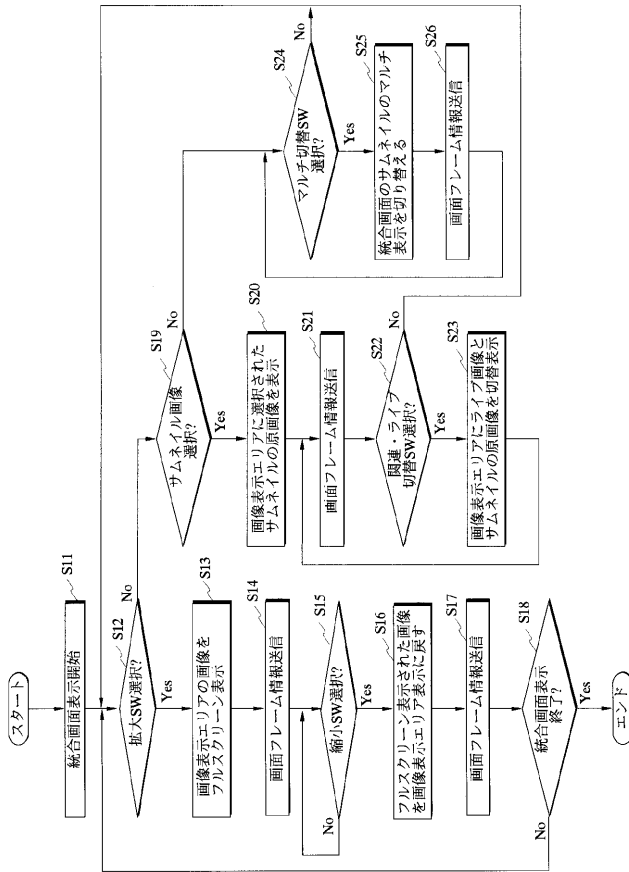 スタート
S11
統合画面表示開始
S12
拡大SW選択?
No
Yes
S13
画像表示エリアの画像を
フルスクリーン表示
S14
画面フレーム情報送信
S15
縮小SW選択?
No
Yes
S16
フルスクリーン表示された画像
を画像表示エリア表示に戻す
S17
画面フレーム情報送信
S18
統合画面表示
終了?
No
Yes
エンド
S19
サムネイル画像
選択?
No
Yes
S20
画像表示エリアに選択された
サムネイルの原画像を表示
S21
画面フレーム情報送信
S22
関連・ライブ
切替SW選択?
No
Yes
S23
画像表示エリアにライブ画像と
サムネイルの原画像を切替表示
S24
マルチ切替SW
選択?
No
Yes
S25
統合画面のサムネイルのマルチ
表示を切り替える
S26
画面フレーム情報送信